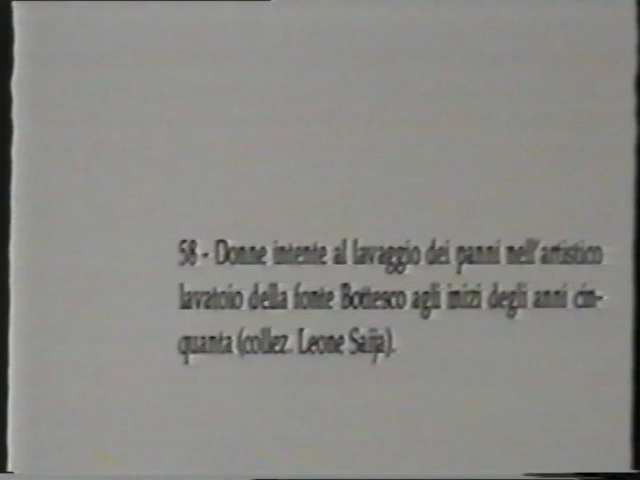 58 - Donne intente al lavaggio dei panni nell'artistico
lavatoio della fonte Bottesco agli inizi degli anni cin-
quanta (collez. Leone Saija).